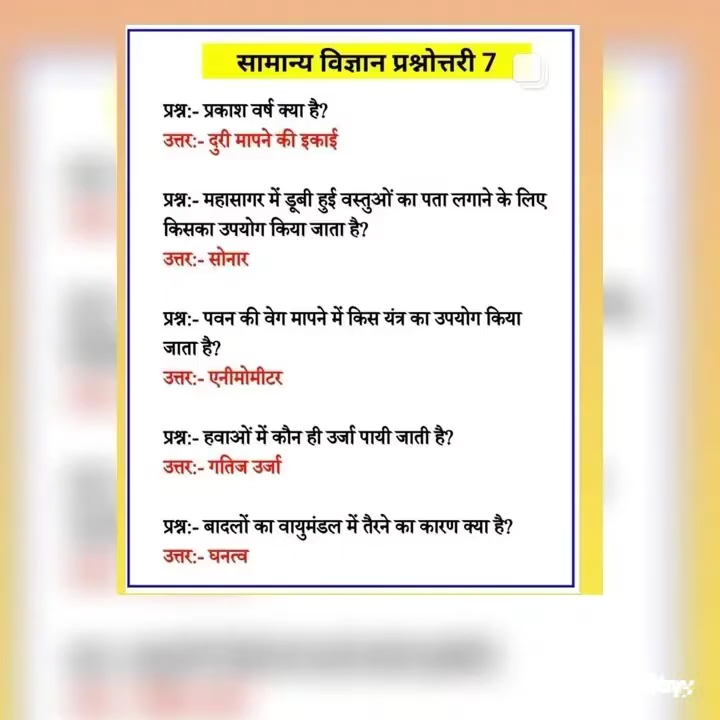 सामान्य विज्ञान प्रश्नोत्तरी 7
प्रश्न:- प्रकाश वर्ष क्या है?
उत्तर:- दुरी मापने की इकाई
प्रश्न:- महासागर में डूबी हुई वस्तुओं का पता लगाने के लिए
किसका उपयोग किया जाता है?
उत्तर:- सोनार
प्रश्न:- पवन की वेग मापने में किस यंत्र का उपयोग किया
जाता है?
उत्तर:- एनीमोमीटर
प्रश्न:- हवाओं में कौन ही उर्जा पायी जाती है?
उत्तर:- गतिज उर्जा
प्रश्न:- बादलों का वायुमंडल में तैरने का कारण क्या है?
उत्तर:- घनत्व